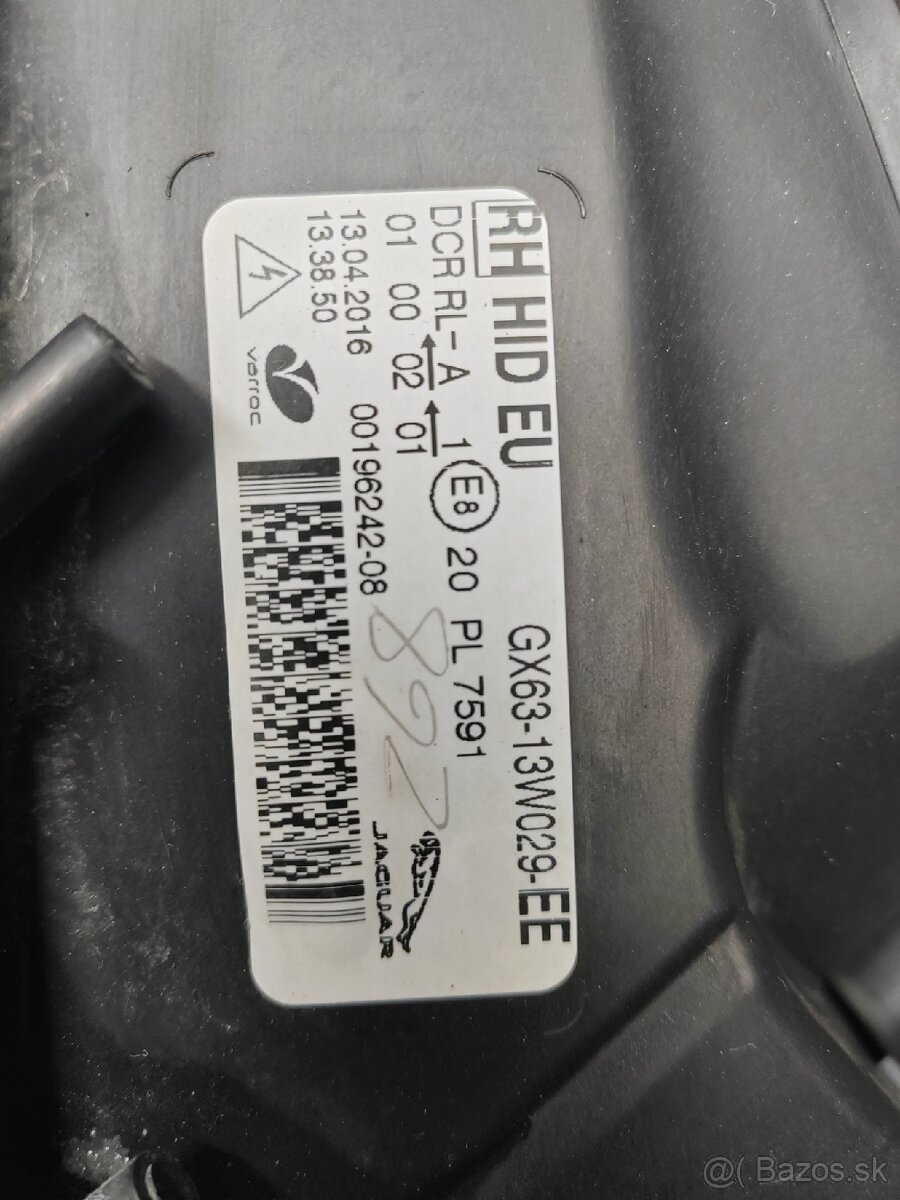 RH HID EU GX63-13W029-EE
DCR RL-A 1 E8 20 PL 7591
01 00 02 01
13.04.2016 00196242-08
13.38.50
892
varroc
JAGUAR
@( Bazos.sk